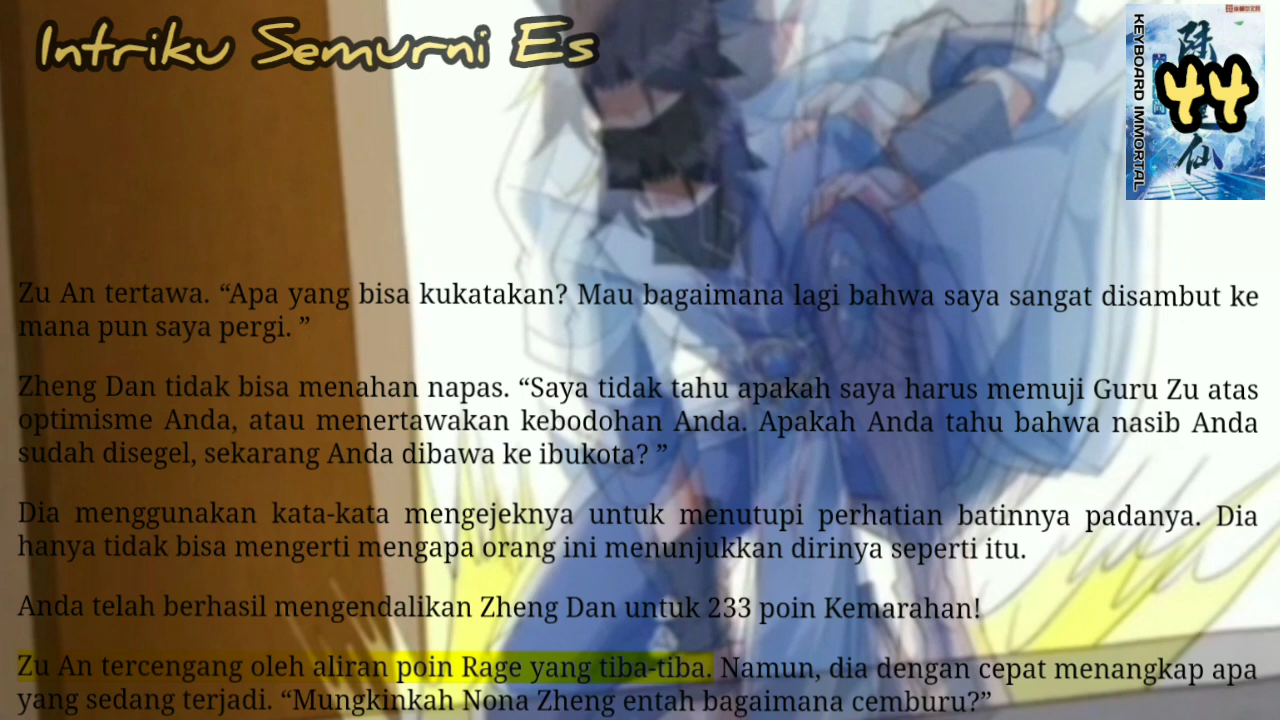 Intriku Semurni Es
KEYBOARD IMMORTAL
44
仙
Zu An tertawa. “Apa yang bisa kukatakan? Mau bagaimana lagi bahwa saya sangat disambut ke
mana pun saya pergi. ”
Zheng Dan tidak bisa menahan napas. “Saya tidak tahu apakah saya harus memuji Guru Zu atas
optimisme Anda, atau menertawakan kebodohan Anda. Apakah Anda tahu bahwa nasib Anda
sudah disegel, sekarang Anda dibawa ke ibukota? ”
Dia menggunakan kata-kata mengejeknya untuk menutupi perhatian batinnya padanya. Dia
hanya tidak bisa mengerti mengapa orang ini menunjukkan dirinya seperti itu.
Anda telah berhasil mengendalikan Zheng Dan untuk 233 poin Kemarahan!
Zu An tercengang oleh aliran poin Rage yang tiba-tiba. Namun, dia dengan cepat menangkap apa
yang sedang terjadi. “Mungkinkah Nona Zheng entah bagaimana cemburu?”